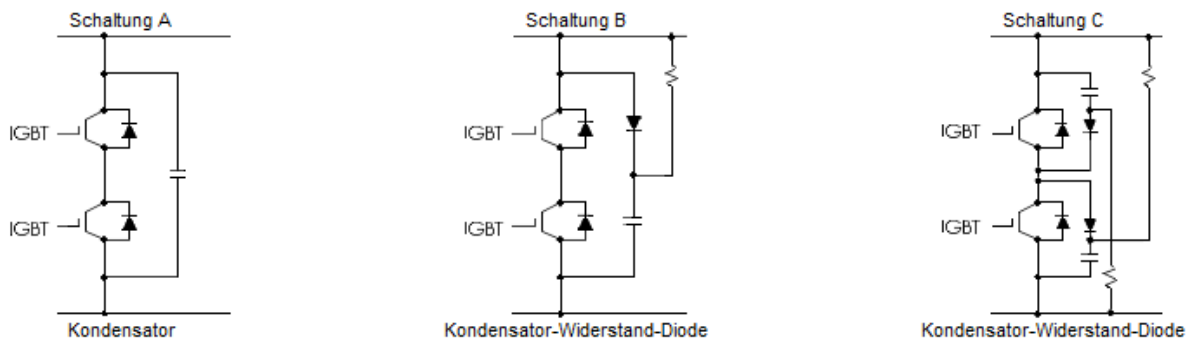 Schaltung A
Schaltung B
Schaltung C
IGBT
IGBT
IGBT
IGBT
IGBT
IGBT
Kondensator
Kondensator-Widerstand-Diode
Kondensator-Widerstand-Diode